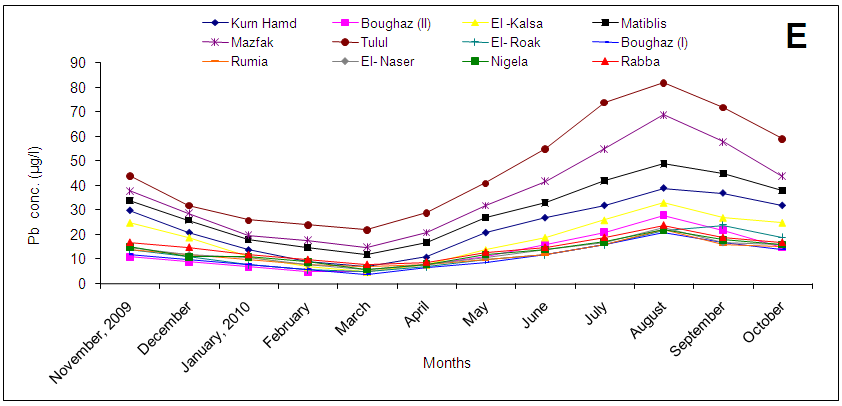 Kurn Hamd Boughaz (II) El -Kalsa Matiblis
Mazfak Tulul El- Roak Boughaz (I)
Rumia El- Naser Nigela Rabba
E
90
80
70
60
50
40
30
20
10
0
Pb conc. (µg/l)
November, 2009 December January, 2010 February March April May June July August September October
Months